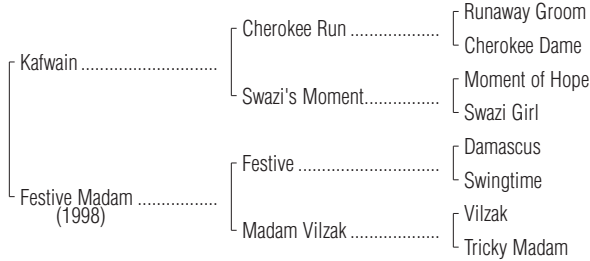 Runaway Groom
Cherokee Run ..................
Cherokee Dame
Kafwain ...........................
Moment of Hope
Swazi's Moment...............
Swazi Girl
Damascus
Festive ............................
Swingtime
Festive Madam ................
(1998)
Vilzak
Madam Vilzak ..................
Tricky Madam